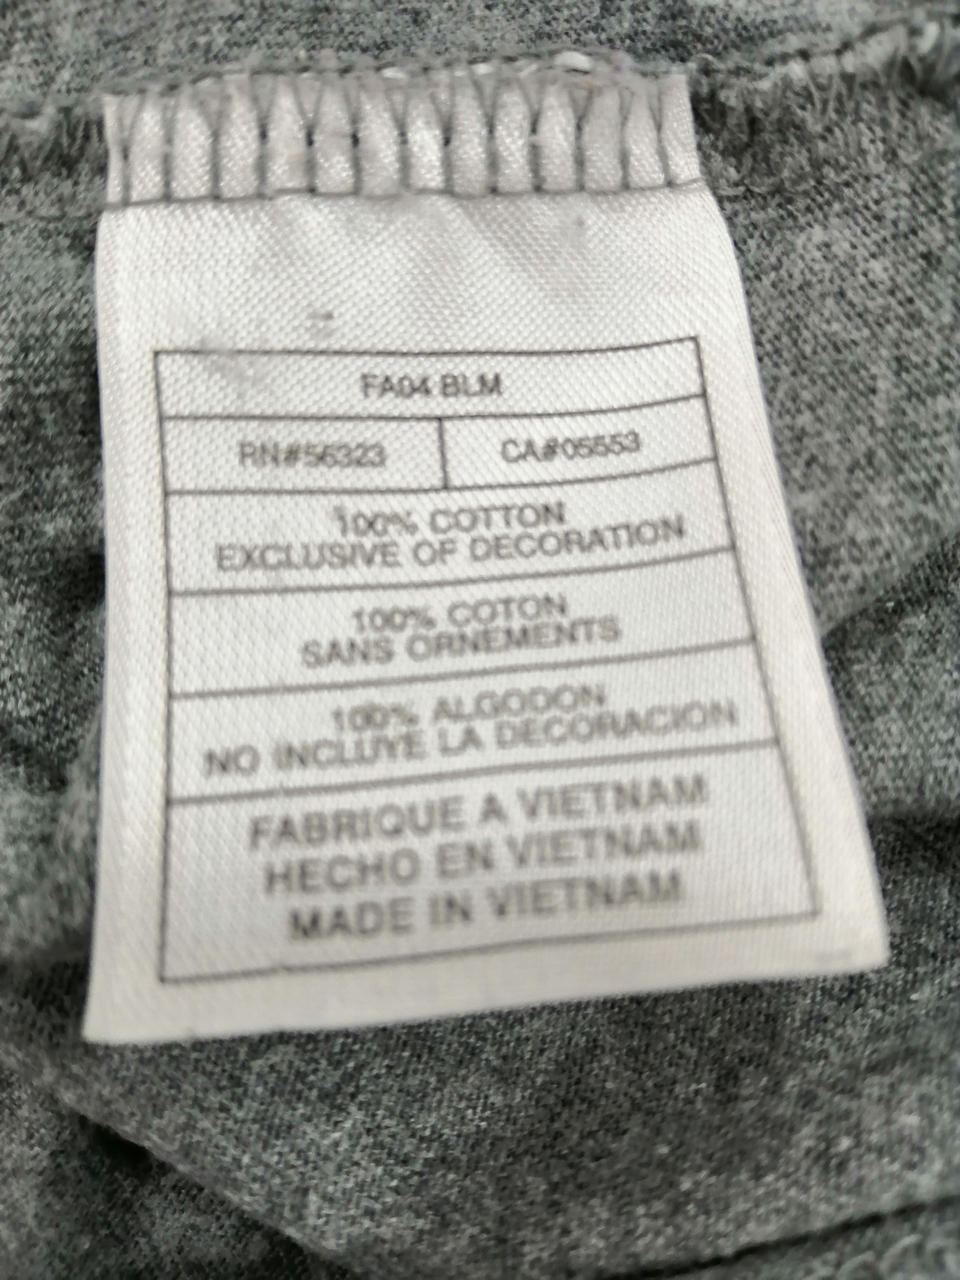 FA04 BLM
RN#56323 CA#05553
100% COTTON
EXCLUSIVE OF DECORATION
100% COTON
SANS ORNEMENTS
100% ALGODON
NO INCLUYE LA DECORACION
FABRIQUE A VIETNAM
HECHO EN VIETNAM
MADE IN VIETNAM